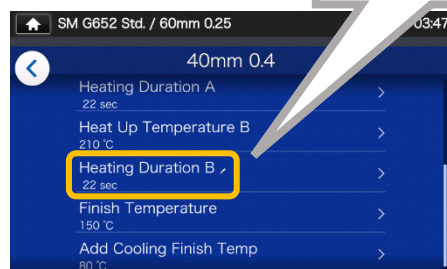 SM G652 Std. / 60mm 0.25
03:47
40mm 0.4
Heating Duration A
22 sec
Heat Up Temperature B
210 °C
Heating Duration B
22 sec
Finish Temperature
150 °C
Add Cooling Finish Temp
80 °C